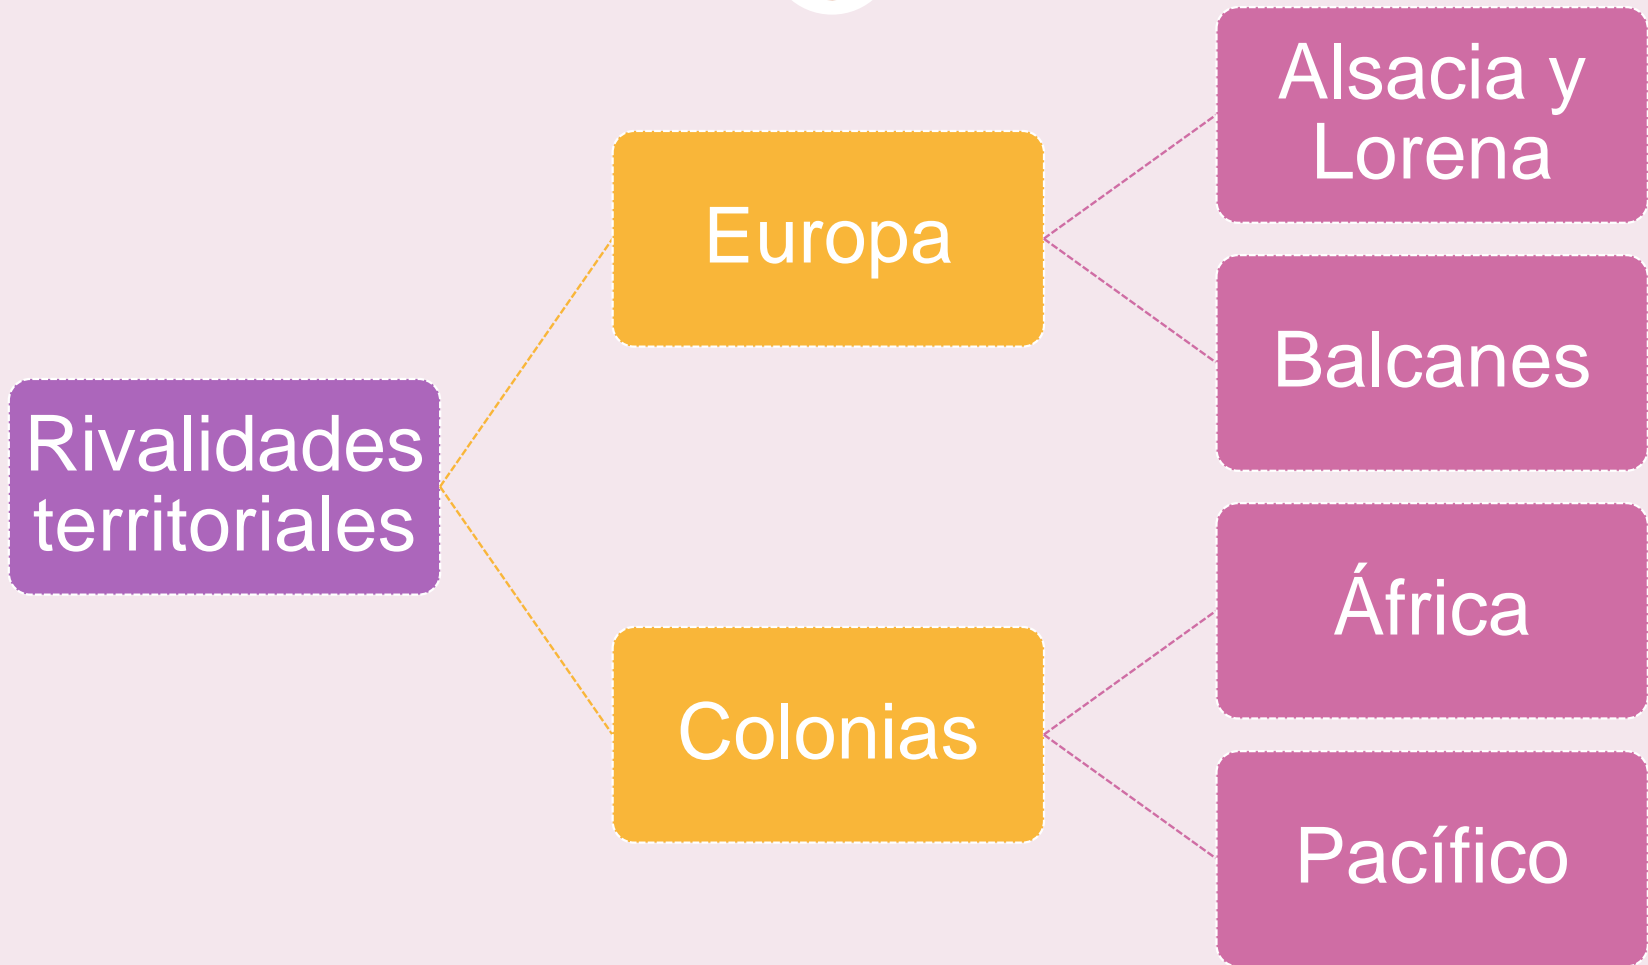 Rivalidades
territoriales
Europa
Alsacia y
Lorena
Balcanes
Colonias
África
Pacífico